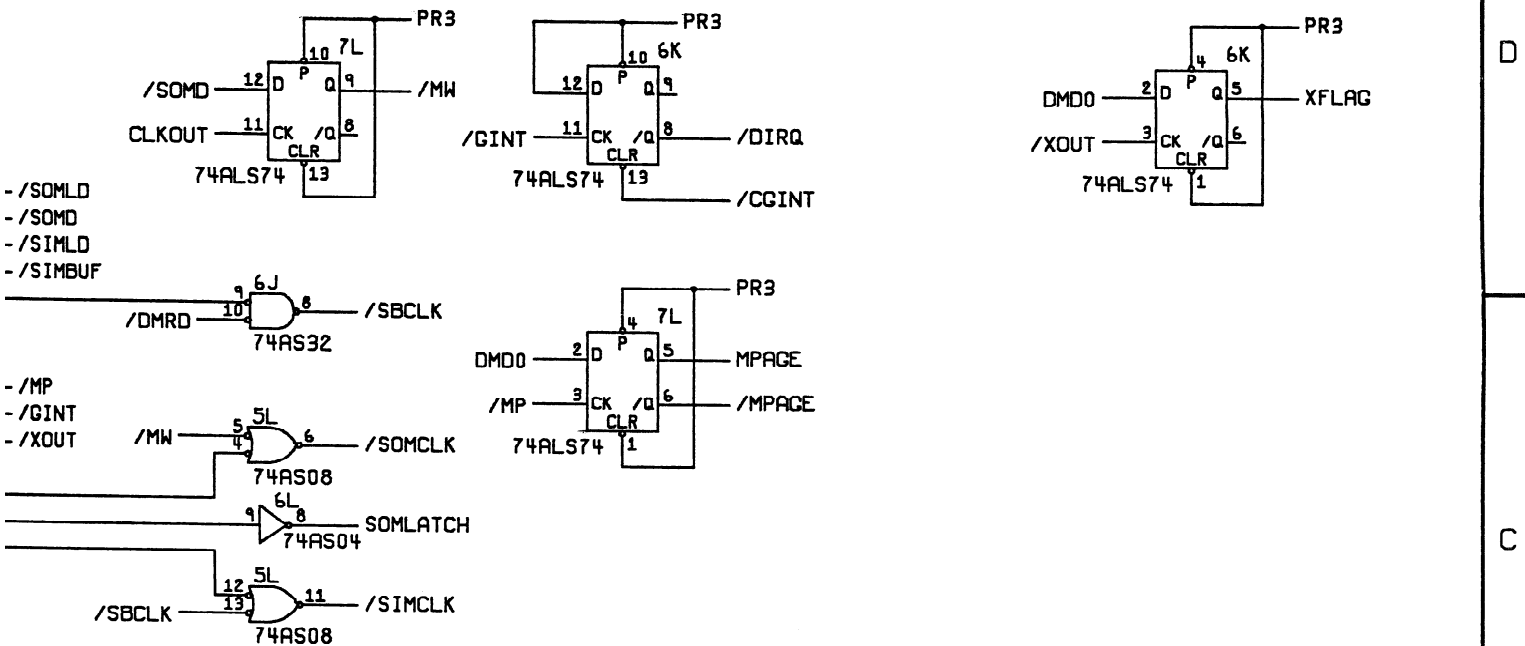 PR3
10 7L
P
/SOMD 12 D Q 9 /MW
CLKOUT 11 CK /Q 8
CLR
74ALS74 13
PR3
10 6K
P
12 D Q 9
/GINT 11 CK /Q 8 /DIRQ
CLR
74ALS74 13
/CGINT
PR3
4 6K
P
DMD0 2 D Q 5 XFLAG
/XOUT 3 CK /Q 6
CLR
74ALS74 1
D
-/SOMLD
-/SOMD
-/SIMLD
-/SIMBUF
6J
9
10 8 /SBCLK
/DMRD
74AS32
PR3
4 7L
P
DMD0 2 D Q 5 MPAGE
/MP 3 CK /Q 6 /MPAGE
CLR
74ALS74 1
-/MP
-/GINT
-/XOUT
5L
/MW 5
4 6 /SOMCLK
74AS08
6L
9 8 SOMLATCH
74AS04
C
5L
12 11 /SIMCLK
/SBCLK 13
74AS08